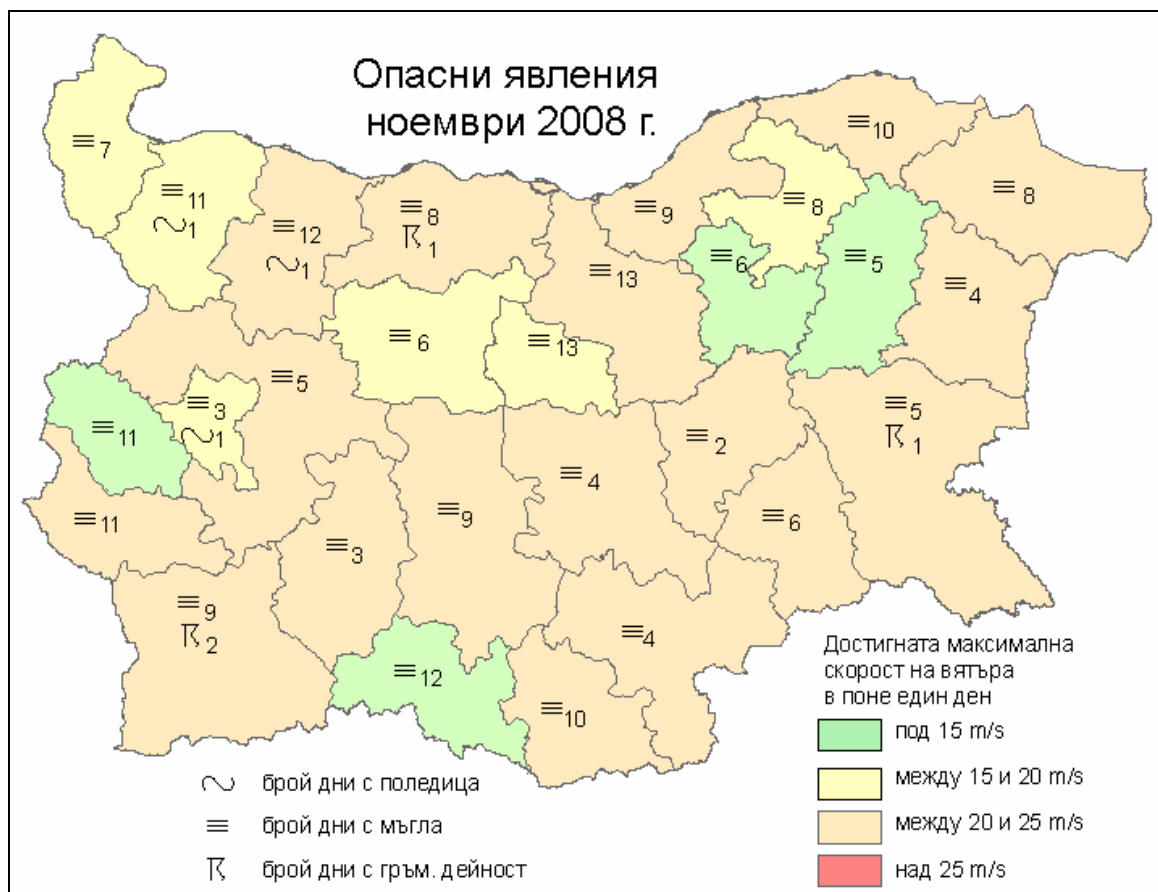 Опасни явления
ноември 2008 г.
7
11
1
12
1
8
1
9
10
8
8
6
5
4
13
6
13
5
3
1
11
11
9
2
3
9
4
2
6
5
1
4
12
10
Достигната максимална
скорост на вятъра
в поне един ден
под 15 m/s
между 15 и 20 m/s
между 20 и 25 m/s
над 25 m/s
брой дни с поледица
брой дни с мъгла
брой дни с гръм. дейност